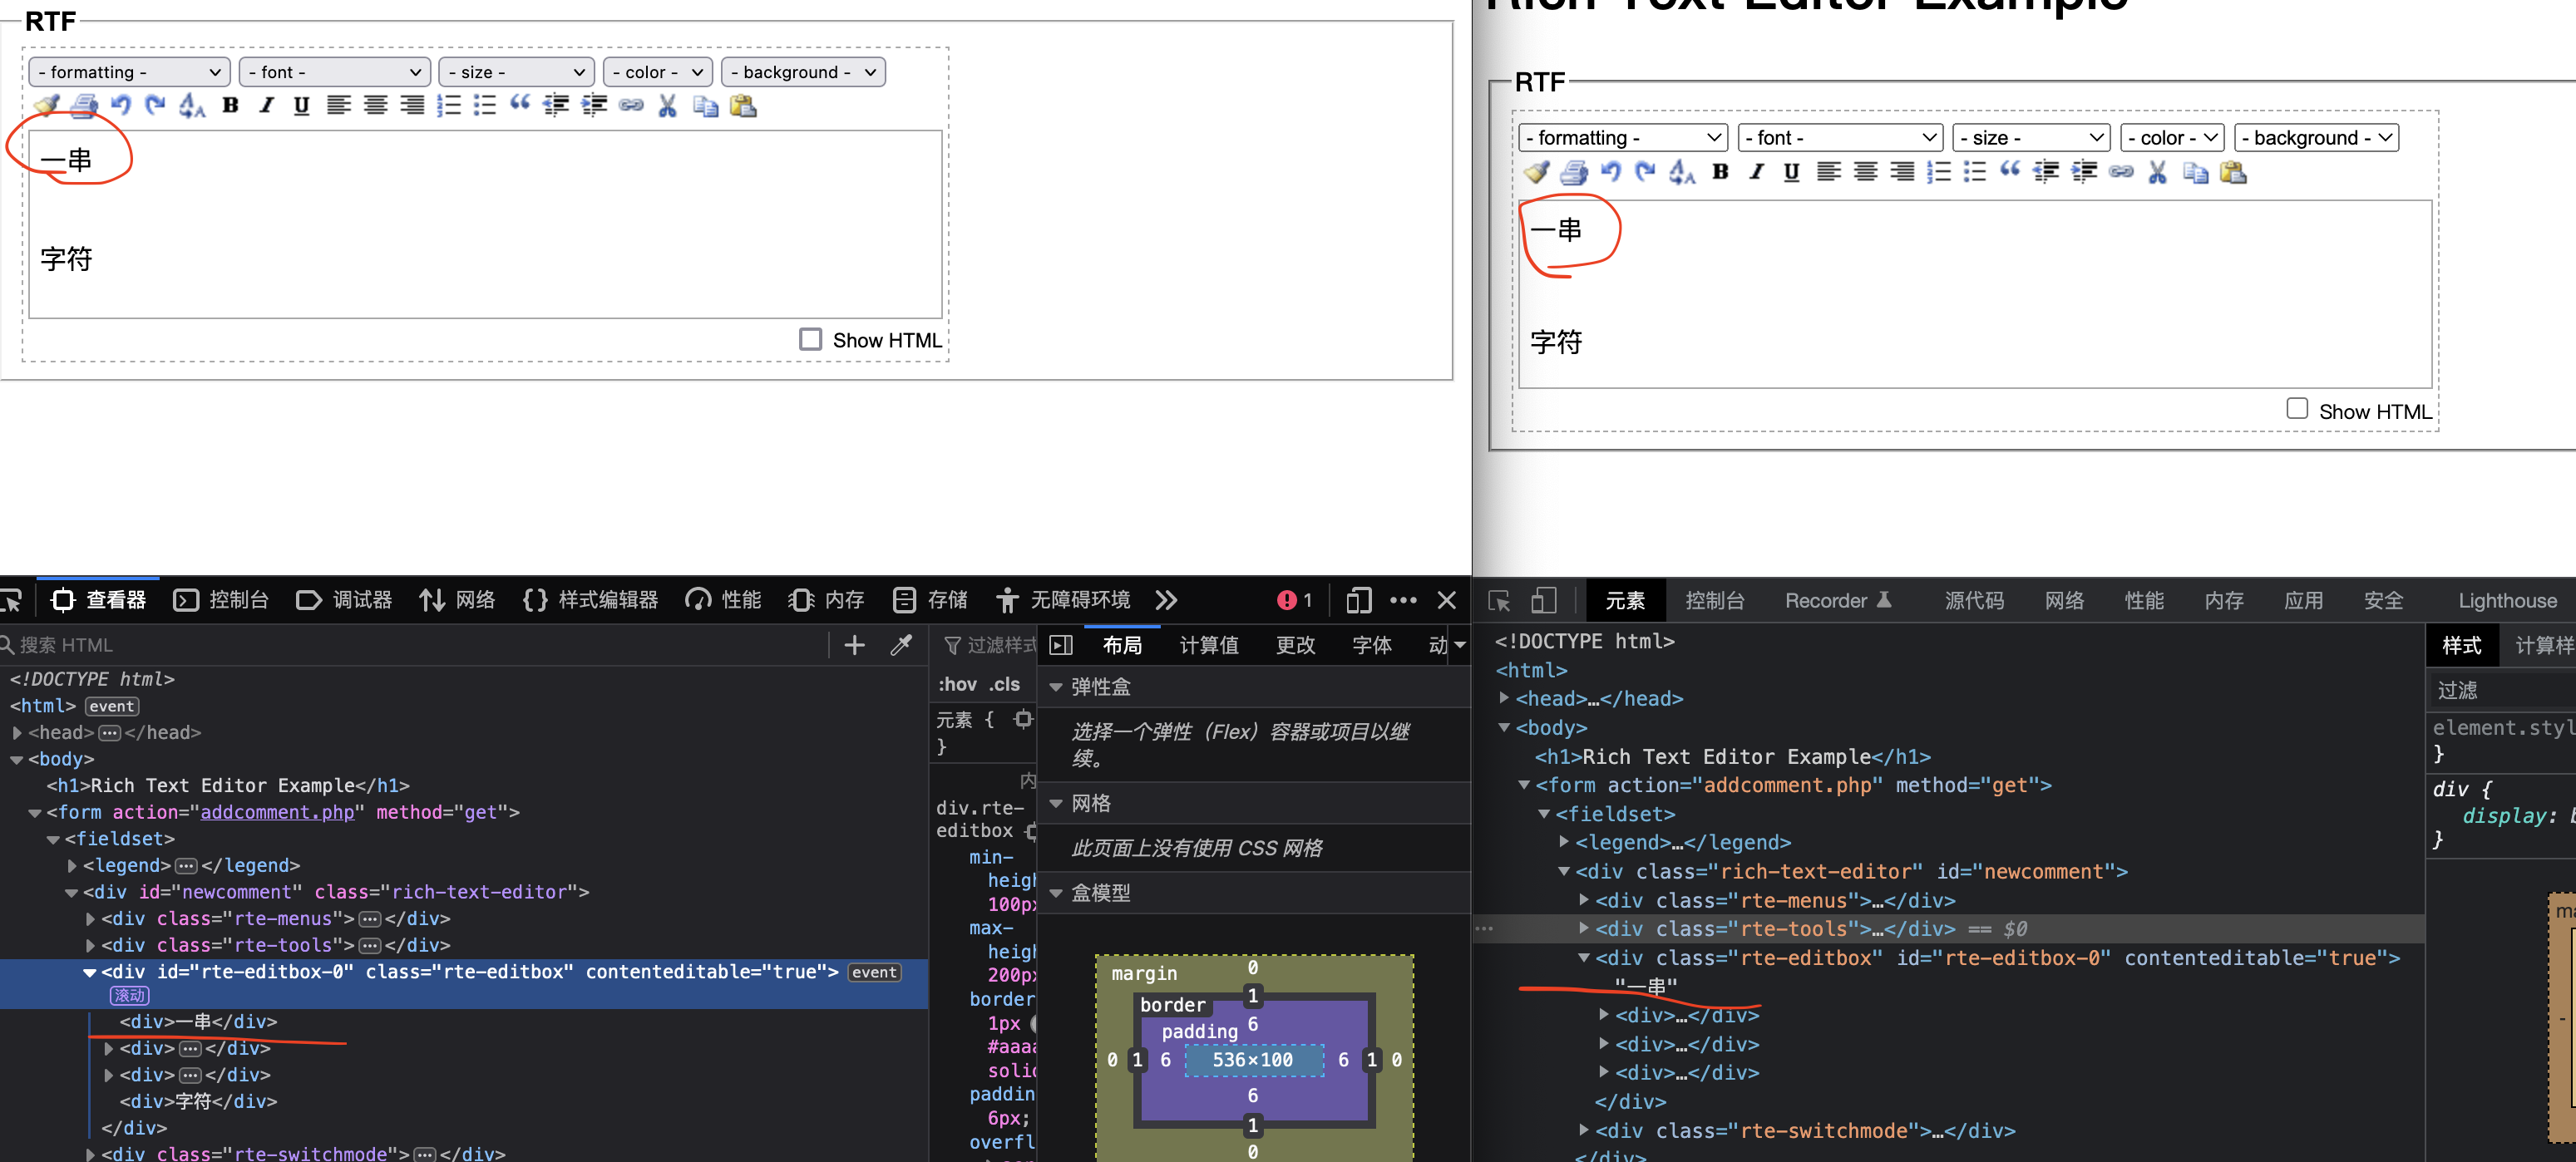 RTF
- formatting -
- font -
- size -
- color -
- background -
一串
字符
Show HTML
查看器
控制台
调试器
网络
样式编辑器
性能
内存
存储
无障碍环境
1
搜索 HTML
<!DOCTYPE html>
<html> event
<head> </head>
<body>
<h1>Rich Text Editor Example</h1>
<form action="addcomment.php" method="get">
<fieldset>
<legend> </legend>
<div id="newcomment" class="rich-text-editor">
<div class="rte-menus"> </div>
<div class="rte-tools"> </div>
<div id="rte-editbox-0" class="rte-editbox" contenteditable="true"> event
滚动
<div>一串</div>
<div> </div>
<div> </div>
<div>字符</div>
</div>
<div class="rte-switchmode"> </div>
过滤样式
:hov .cls
元素 {
}
内
div.rte-
editbox
min-
heigh
100px
max-
heigh
200px
border
1px
#aaaa
solid
paddin
6px;
overfl
布局
计算值
更改
字体
动
弹性盒
选择一个弹性（Flex）容器或项目以继
续。
网格
此页面上没有使用 CSS 网格
盒模型
margin
0
border
1
padding
6
0 1 6 536×100 6 1 0
6
1
0
Rich Text Editor Example
RTF
- formatting -
- font -
- size -
- color -
- background -
一串
字符
Show HTML
元素
控制台
Recorder
源代码
网络
性能
内存
应用
安全
Lighthouse
<!DOCTYPE html>
<html>
<head>…</head>
<body>
<h1>Rich Text Editor Example</h1>
<form action="addcomment.php" method="get">
<fieldset>
<legend>…</legend>
<div class="rich-text-editor" id="newcomment">
<div class="rte-menus">…</div>
<div class="rte-tools">…</div> == $0
<div class="rte-editbox" id="rte-editbox-0" contenteditable="true">
"一串"
<div>…</div>
<div>…</div>
<div>…</div>
</div>
<div class="rte-switchmode">…</div>
</div>
样式
计算样
过滤
element.styl
}
div {
display: b
}
ma
-